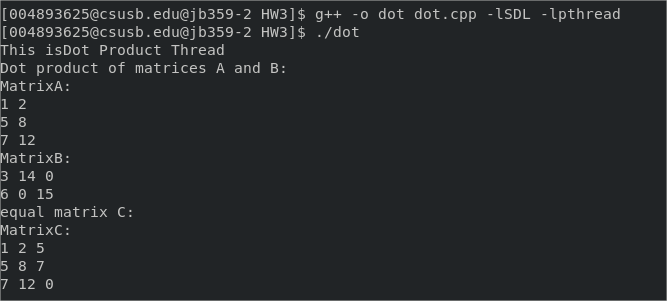 [004893625@csusb.edu@jb359-2 HW3]$ g++ -o dot dot.cpp -lSDL -lpthread
[004893625@csusb.edu@jb359-2 HW3]$ ./dot
This isDot Product Thread
Dot product of matrices A and B:
MatrixA:
1 2
5 8
7 12
MatrixB:
3 14 0
6 0 15
equal matrix C:
MatrixC:
1 2 5
5 8 7
7 12 0